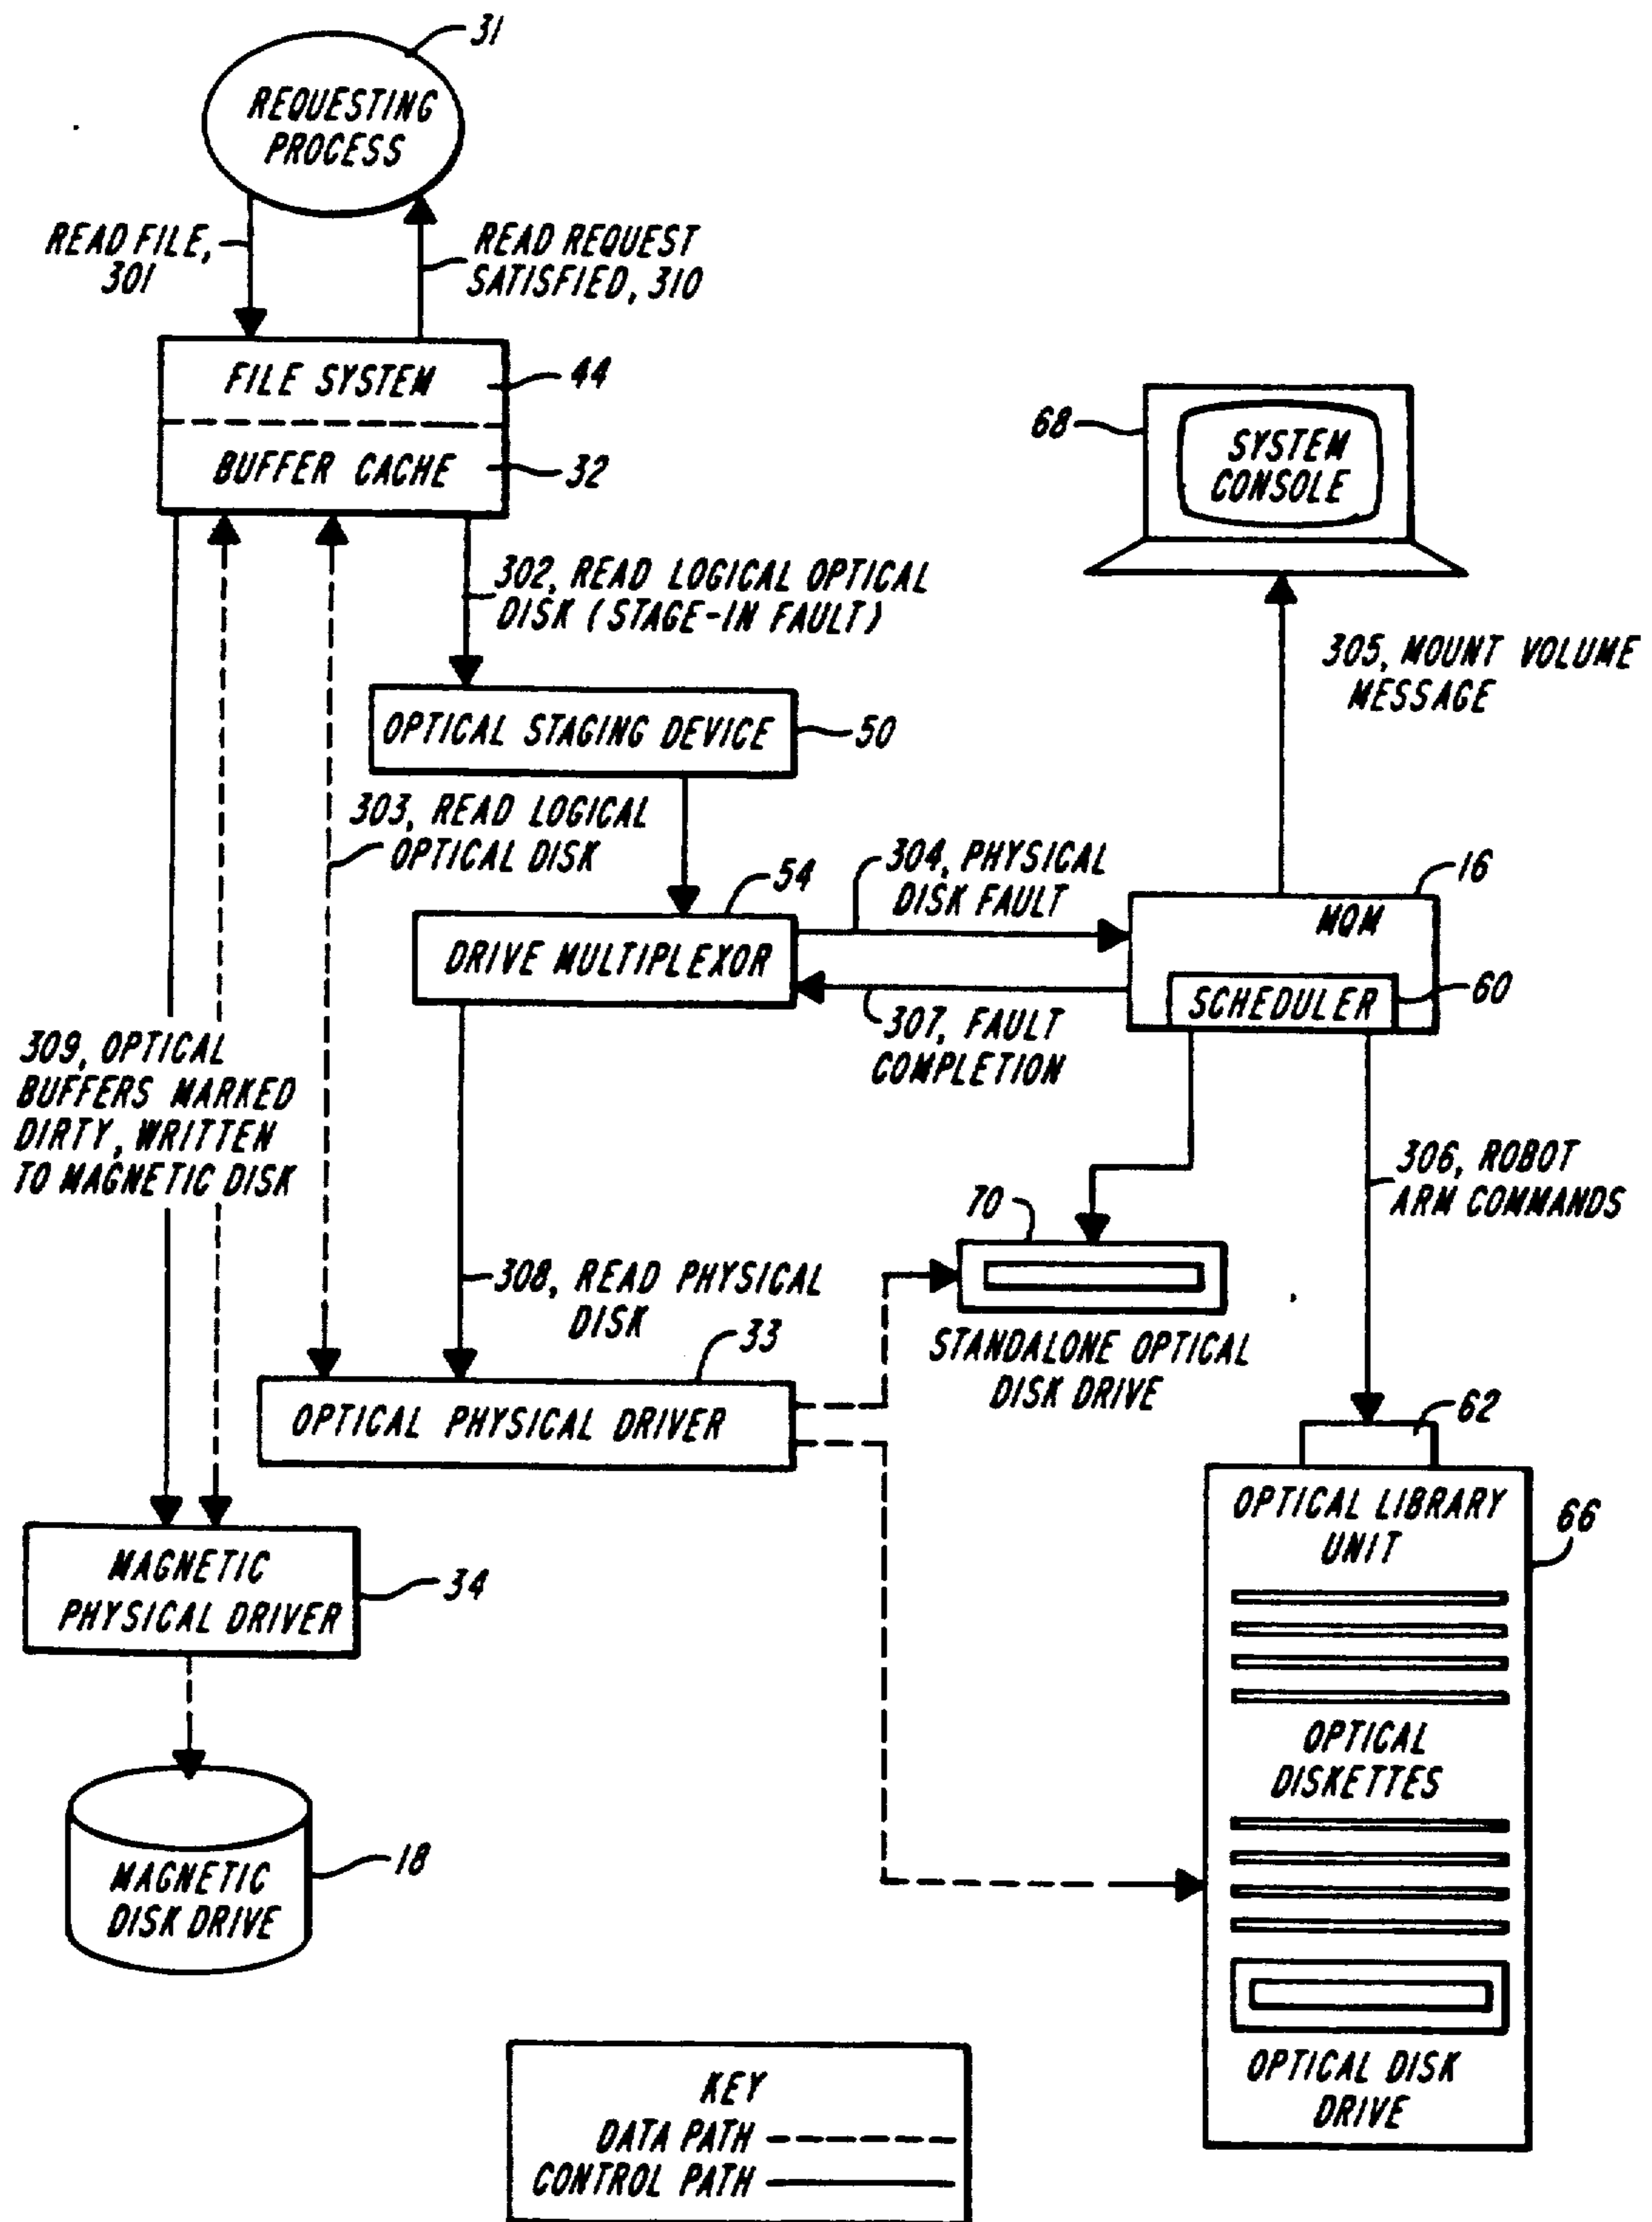 31
REQUESTING
PROCESS
READ FILE,
301
READ REQUEST
SATISFIED, 310
FILE SYSTEM
44
BUFFER CACHE
32
68
SYSTEM
CONSOLE
302, READ LOGICAL OPTICAL
DISK (STAGE-IN FAULT)
305, MOUNT VOLUME
MESSAGE
OPTICAL STAGING DEVICE
50
303, READ LOGICAL
OPTICAL DISK
54
304, PHYSICAL
DISK FAULT
16
MQM
DRIVE MULTIPLEXOR
SCHEDULER
60
307, FAULT
COMPLETION
309, OPTICAL
BUFFERS MARKED
DIRTY, WRITTEN
TO MAGNETIC DISK
306, ROBOT
ARM COMMANDS
70
308, READ PHYSICAL
DISK
33
STANDALONE OPTICAL
DISK DRIVE
OPTICAL PHYSICAL DRIVER
62
OPTICAL LIBRARY
UNIT
66
MAGNETIC
PHYSICAL DRIVER
34
OPTICAL
DISKETTES
MAGNETIC
DISK DRIVE
18
OPTICAL DISK
DRIVE
KEY
DATA PATH
CONTROL PATH